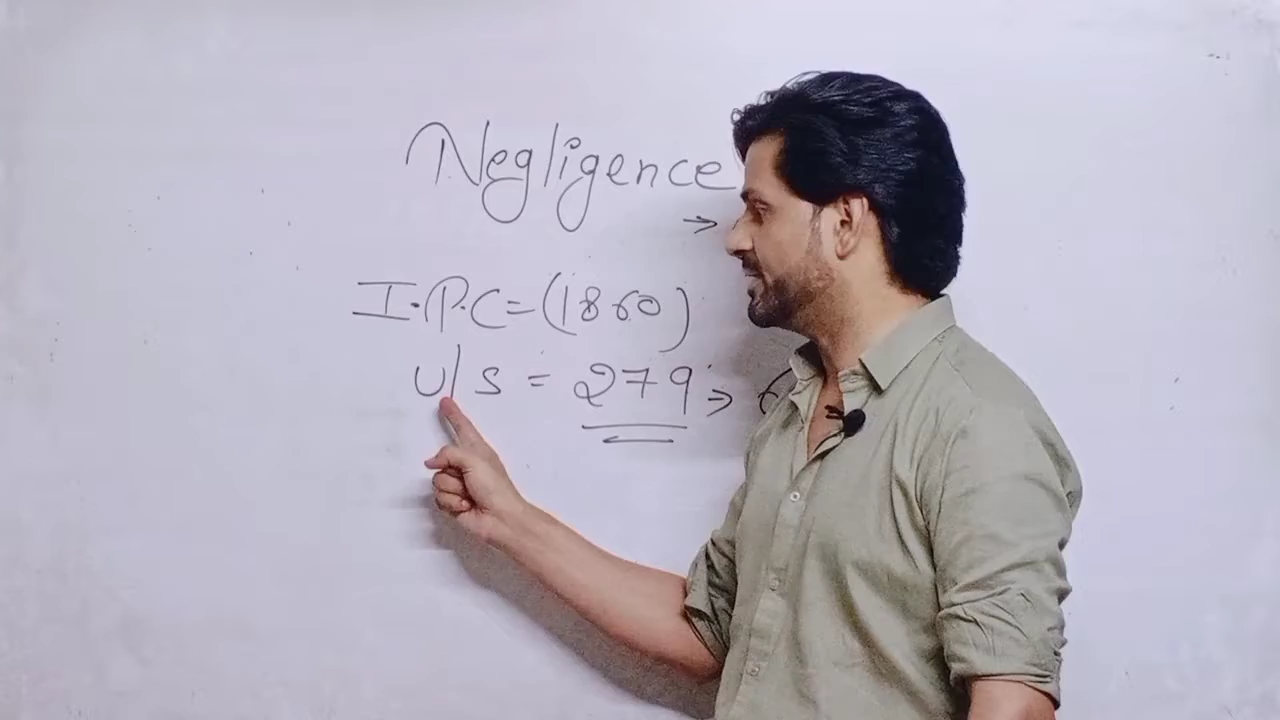 Negligence
→
I.P.C=(1860)
U/S = 279 ⇒